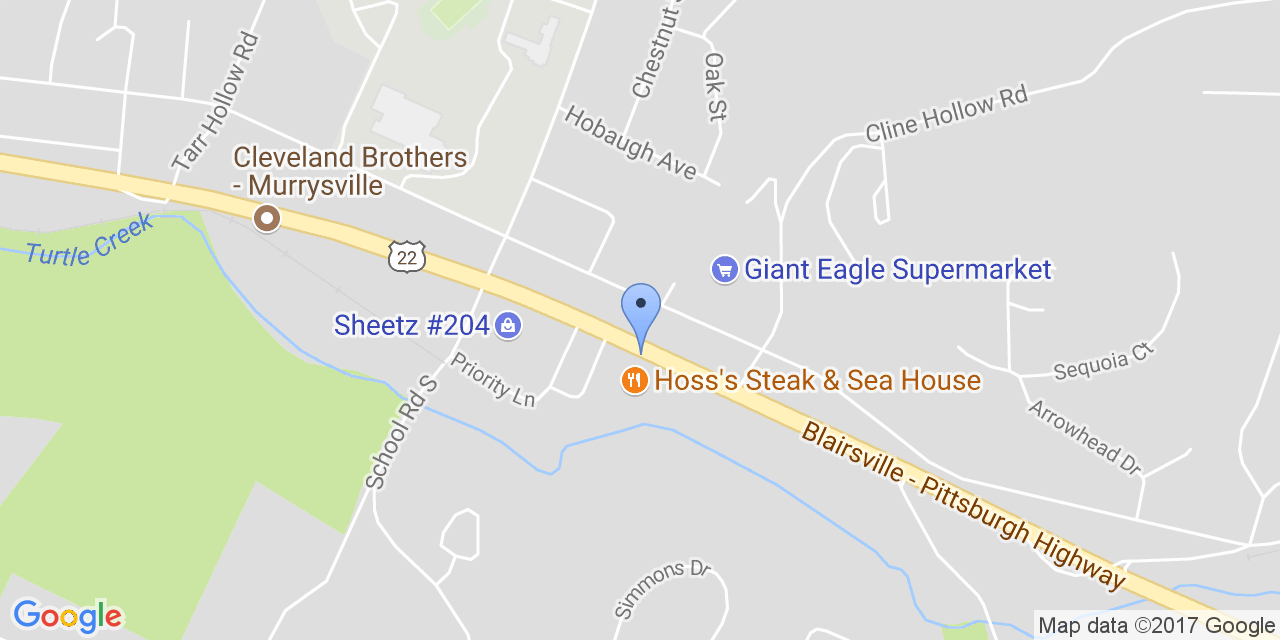 Chestnut S
Oak St
Tarr Hollow Rd
Hobaugh Ave
Cline Hollow Rd
Cleveland Brothers
- Murrysville
Turtle Creek
22
Giant Eagle Supermarket
Sheetz #204
Priority Ln
Hoss's Steak & Sea House
Sequoia Ct
School Rd S
Arrowhead Dr
Blairsville - Pittsburgh Highway
Simmons Dr
Google
Map data ©2017 Google